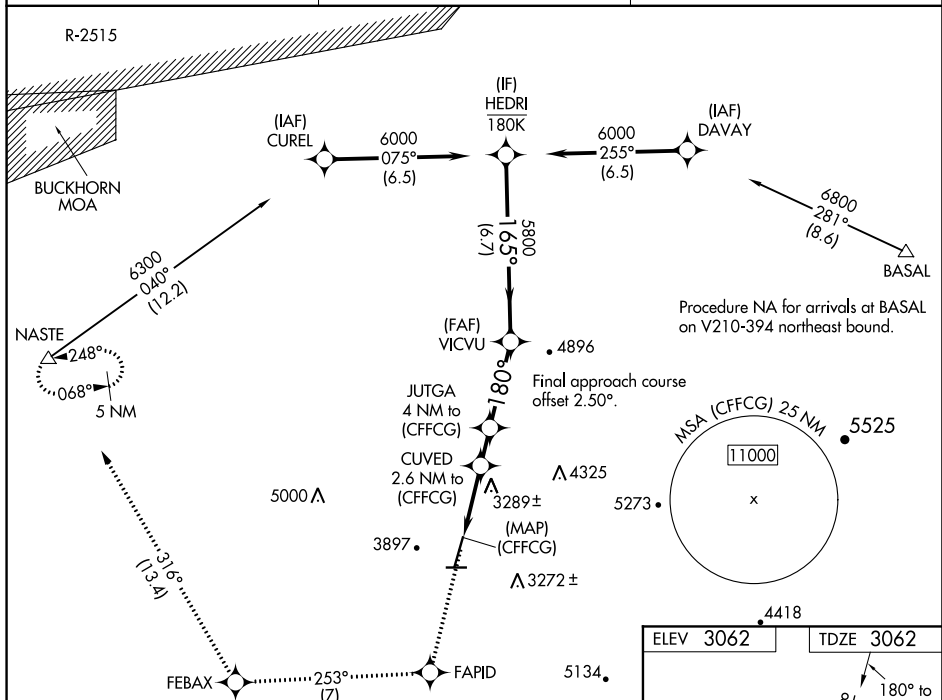 R-2515
BUCKHORN
MOA
(IAF)
CUREL
6000
075°
(6.5)
(IF)
HEDRI
180K
6000
255°
(6.5)
(IAF)
DAVAY
6800
281°
(8.6)
BASAL
Procedure NA for arrivals at BASAL
on V210-394 northeast bound.
6300
040°
(12.2)
NASTE
248°
068°
5 NM
5800
165°
(6.7)
(FAF)
VICVU
4896
180°
Final approach course
offset 2.50°.
JUTGA
4 NM to
(CFFCG)
CUVED
2.6 NM to
(CFFCG)
4325
5000
3289±
(MAP)
(CFFCG)
3897
3272±
MSA (CFFCG) 25 NM
5525
11000
5273
x
316°
(13.4)
FEBAX
253°
(7)
FAPID
5134
4418
ELEV 3062
TDZE 3062
180° to